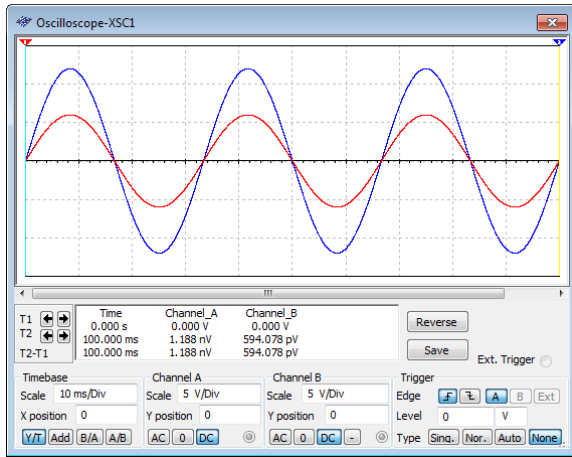 Oscilloscope-XSC1
1
1
Time Channel_A Channel_B
T1 0.000 s 0.000 V 0.000 V
T2 100.000 ms 1.188 nV 594.078 pV
T2-T1 100.000 ms 1.188 nV 594.078 pV
Reverse
Save
Ext. Trigger
Timebase
Scale 10 ms/Div
X position 0
Y/T Add B/A A/B
Channel A
Scale 5 V/Div
Y position 0
AC 0 DC
Channel B
Scale 5 V/Div
Y position 0
AC 0 DC -
Trigger
Edge A B Ext
Level 0 V
Type Sing. Nor. Auto None